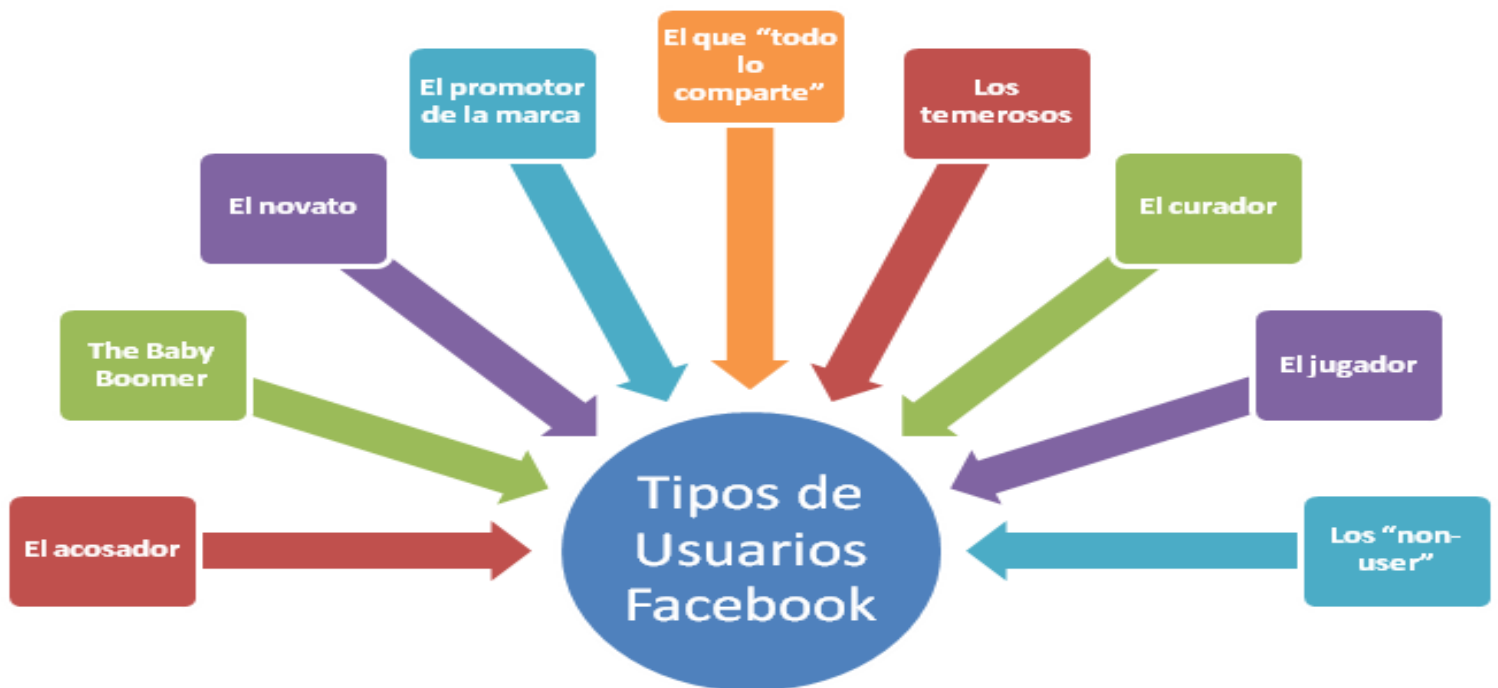 El que “todo
lo
comparte”
El promotor
de la marca
Los
temerosos
El novato
El curador
The Baby
Boomer
El jugador
El acosador
Los “non-
user”
Tipos de
Usuarios
Facebook